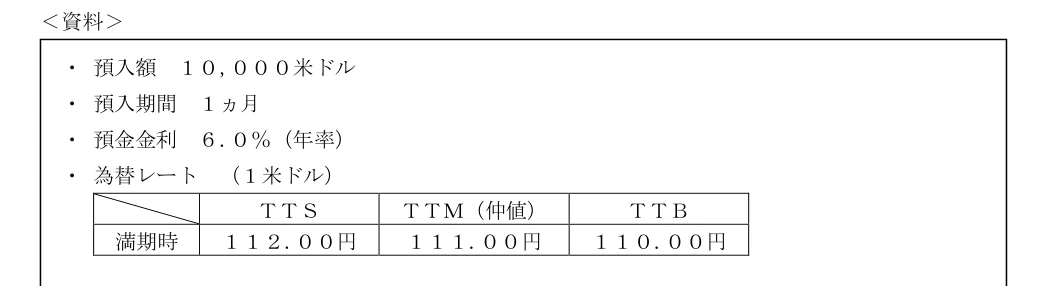 ＜資料＞
・ 預入額　１０,０００米ドル
・ 預入期間　１ヵ月
・ 預金金利　６.０％（年率）
・ 為替レート　（１米ドル）
ＴＴＳ　ＴＴＭ（仲値）　ＴＴＢ
満期時　１１２.００円　１１１.００円　１１０.００円